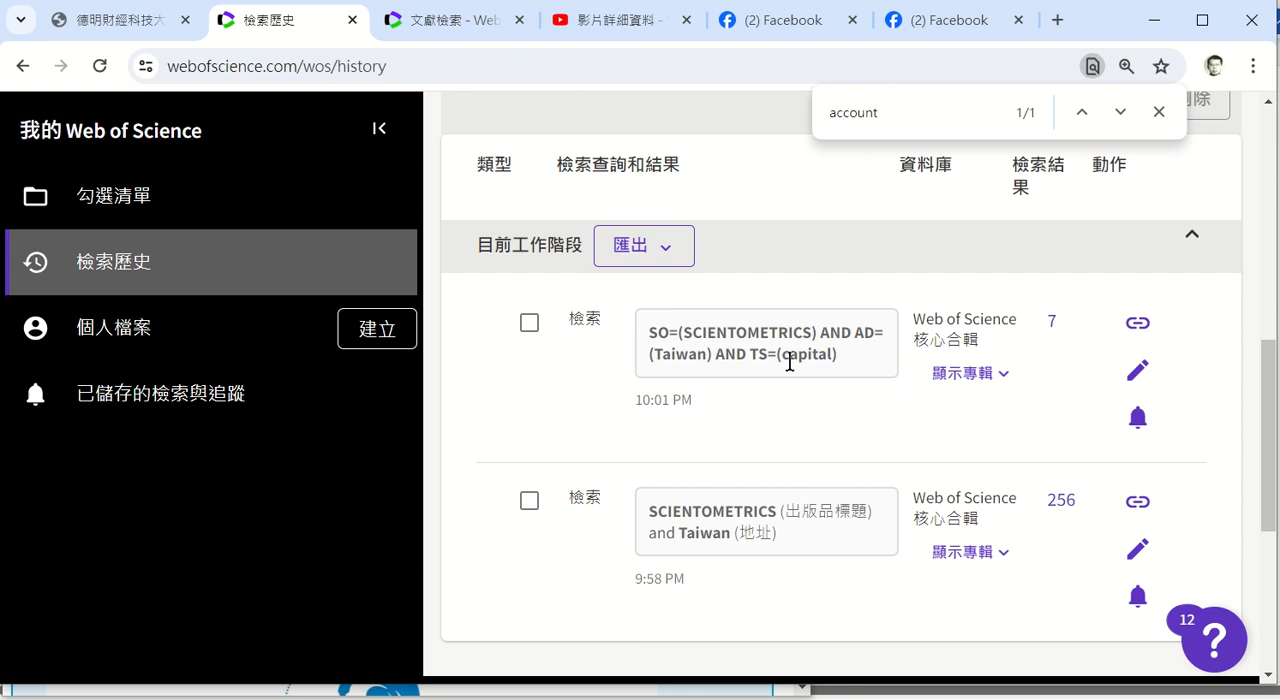 德明財經科技大
檢索歷史
文獻檢索 - Web
影片詳細資料 -
(2) Facebook
(2) Facebook
webofscience.com/wos/history
account
1/1
我的 Web of Science
勾選清單
檢索歷史
個人檔案
建立
已儲存的檢索與追蹤
刪除
類型
檢索查詢和結果
資料庫
檢索結
果
動作
目前工作階段
匯出
檢索
SO=(SCIENTOMETRICS) AND AD=
(Taiwan) AND TS=(capital)
10:01 PM
Web of Science
核心合輯
顯示專輯
7
檢索
SCIENTOMETRICS (出版品標題)
and Taiwan (地址)
9:58 PM
Web of Science
核心合輯
顯示專輯
256
12
?